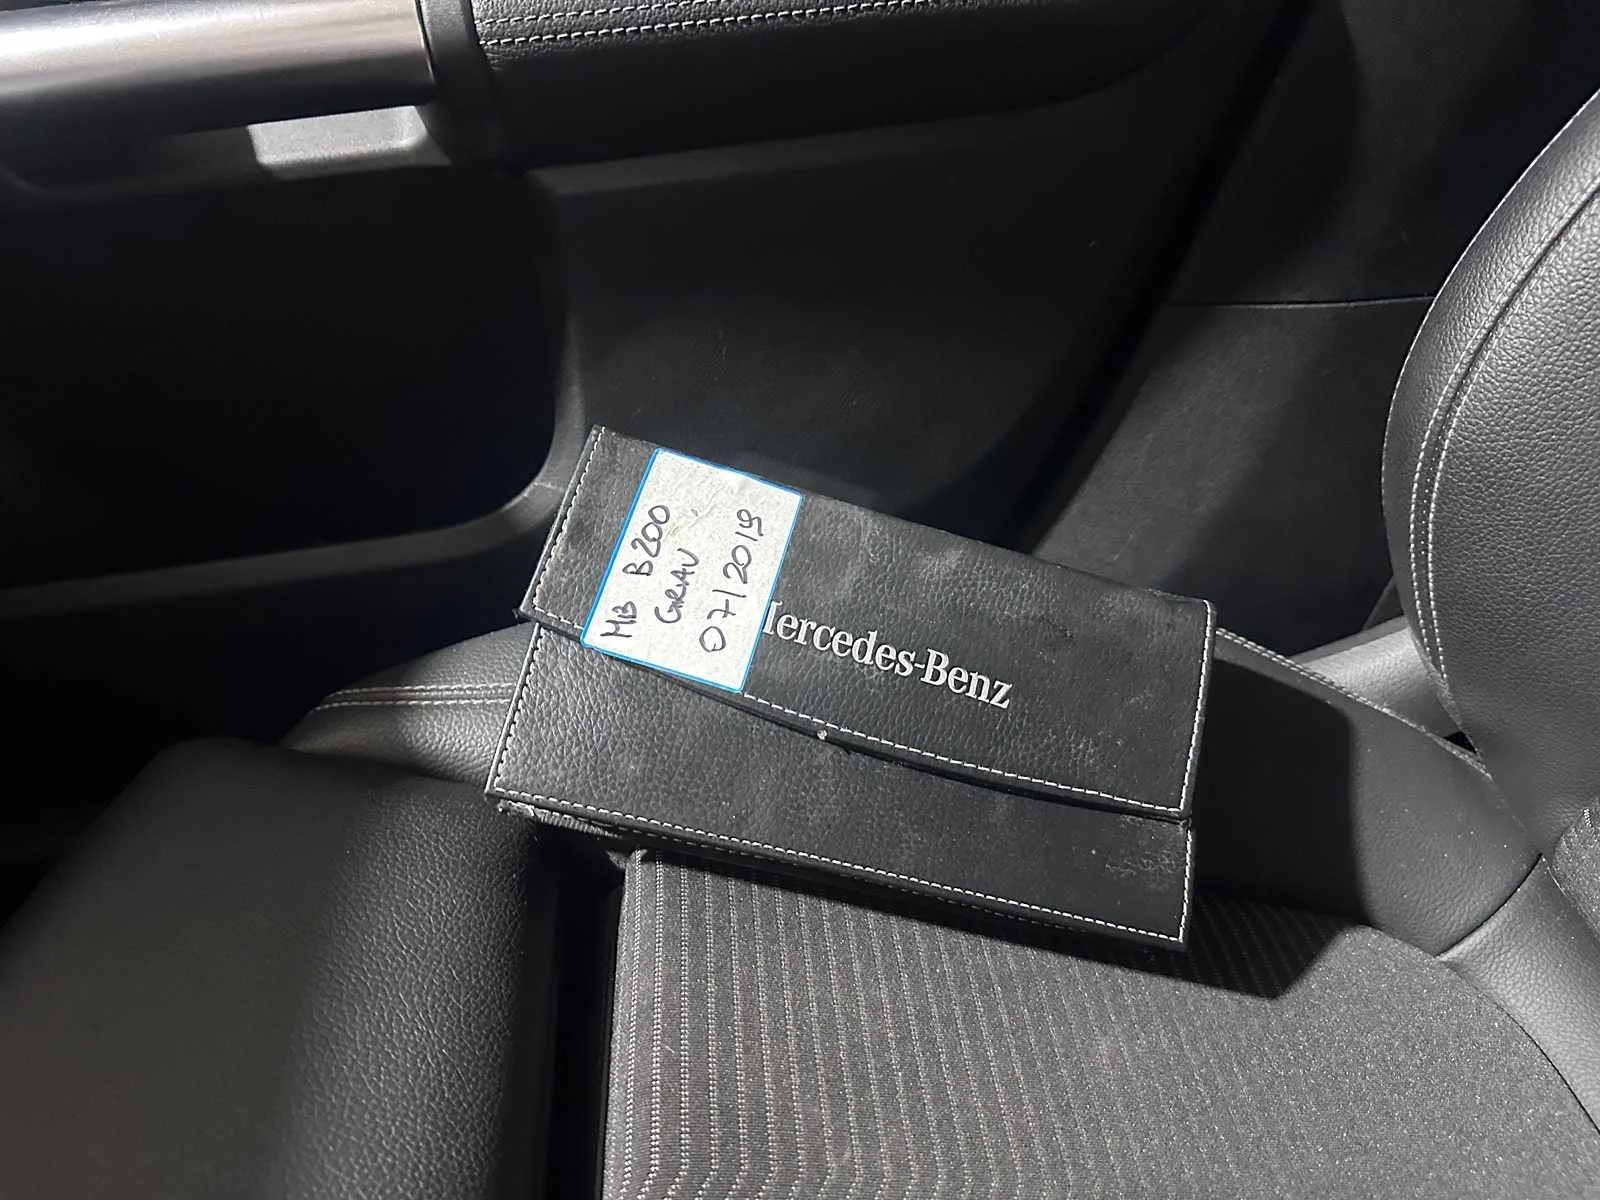 MB B200
GRAU
07/2019
Mercedes-Benz